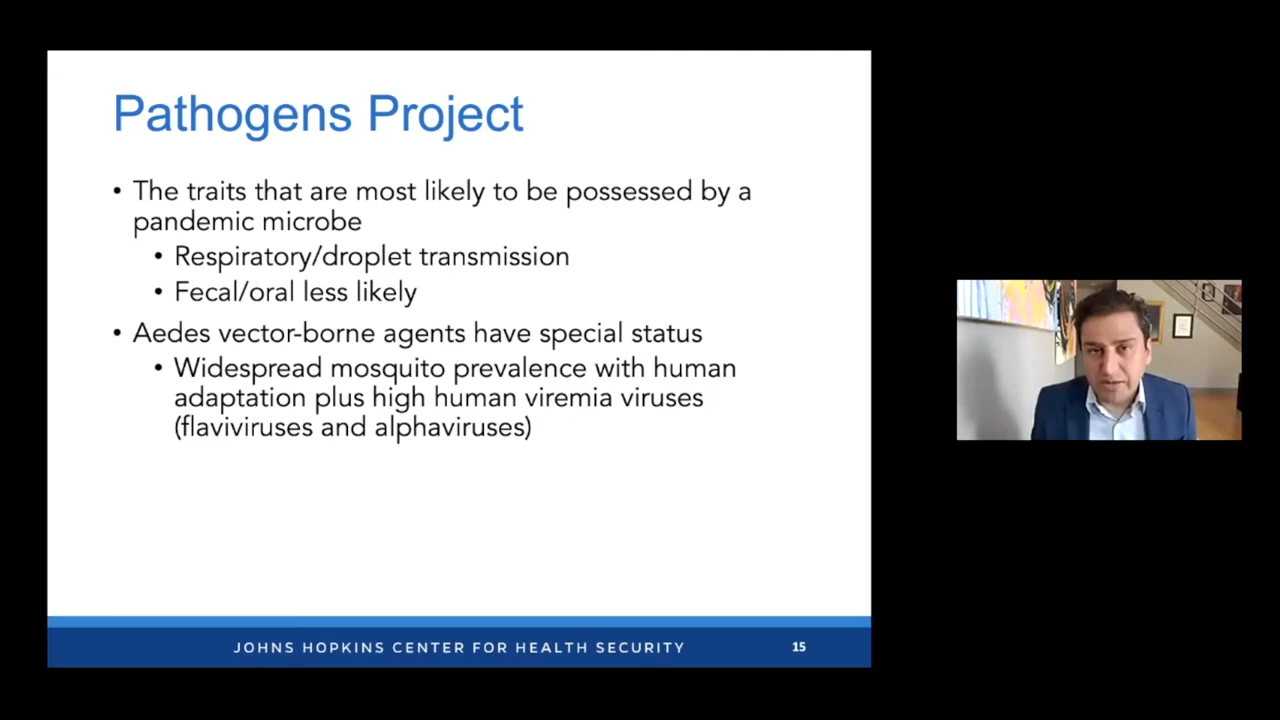 Pathogens Project
• The traits that are most likely to be possessed by a
pandemic microbe
• Respiratory/droplet transmission
• Fecal/oral less likely
• Aedes vector-borne agents have special status
• Widespread mosquito prevalence with human
adaptation plus high human viremia viruses
(flaviviruses and alphaviruses)
JOHNS HOPKINS CENTER FOR HEALTH SECURITY
15